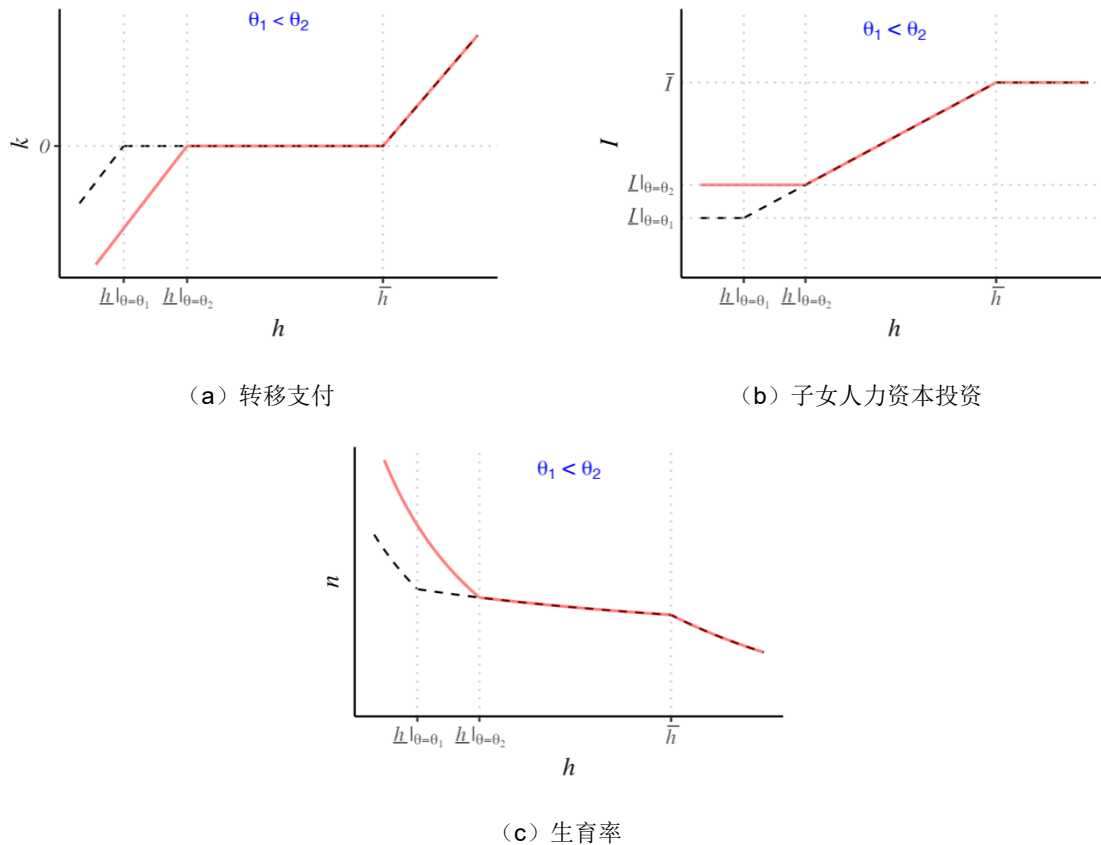 θ₁ < θ₂
k
0
h|θ=θ₁ h|θ=θ₂ h̅
h
（a）转移支付
θ₁ < θ₂
I
I̅
I|θ=θ₂
I|θ=θ₁
h|θ=θ₁ h|θ=θ₂ h̅
h
（b）子女人力资本投资
θ₁ < θ₂
n
h|θ=θ₁ h|θ=θ₂ h̅
h
（c）生育率